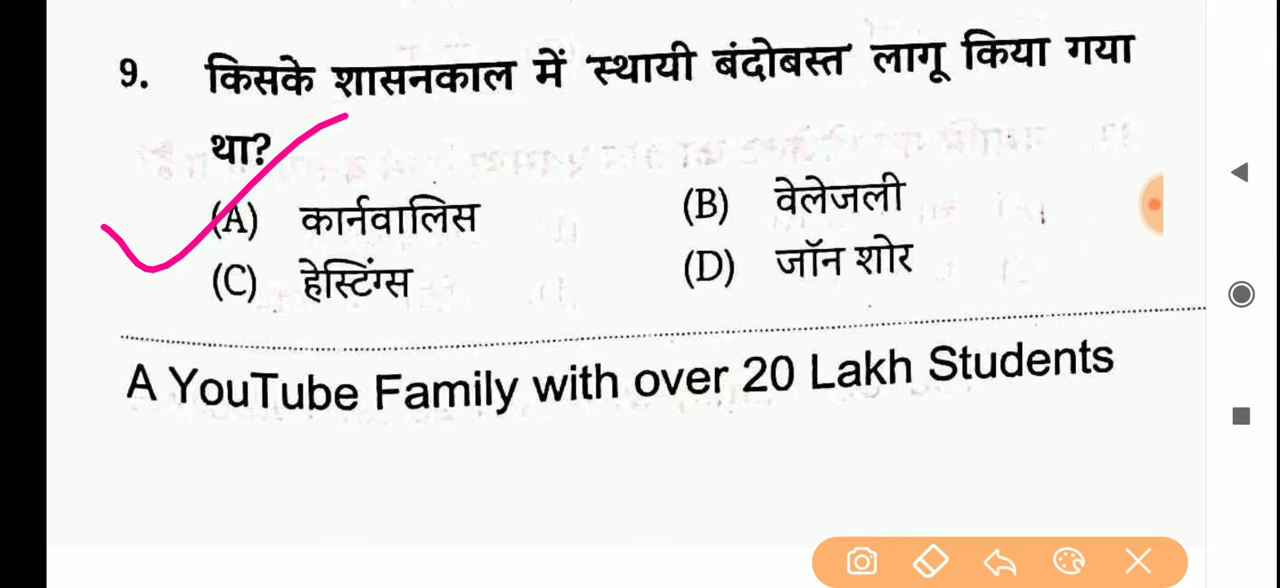 9. किसके शासनकाल में 'स्थायी बंदोबस्त' लागू किया गया
था?
(A) कार्नवालिस (B) वेलेजली
(C) हेस्टिंग्स (D) जॉन शोर
A YouTube Family with over 20 Lakh Students